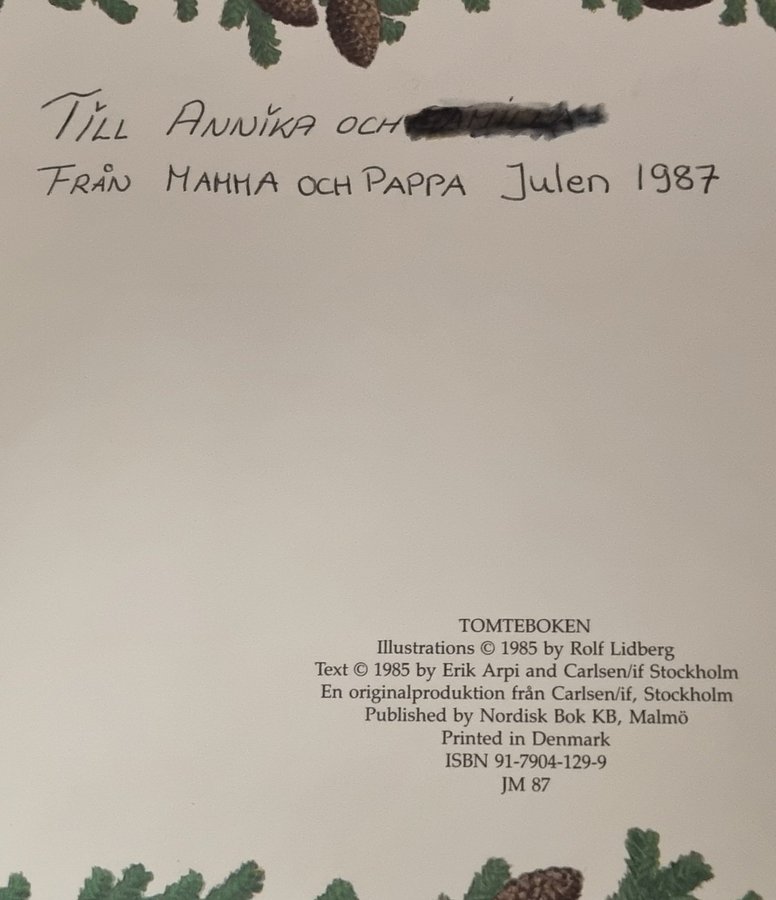 TILL ANNIKA OCH
FRÅN MAMMA OCH PAPPA Julen 1987
TOMTEBOKEN
Illustrations © 1985 by Rolf Lidberg
Text © 1985 by Erik Arpi and Carlsen/if Stockholm
En originalproduktion från Carlsen/if, Stockholm
Published by Nordisk Bok KB, Malmö
Printed in Denmark
ISBN 91-7904-129-9
JM 87